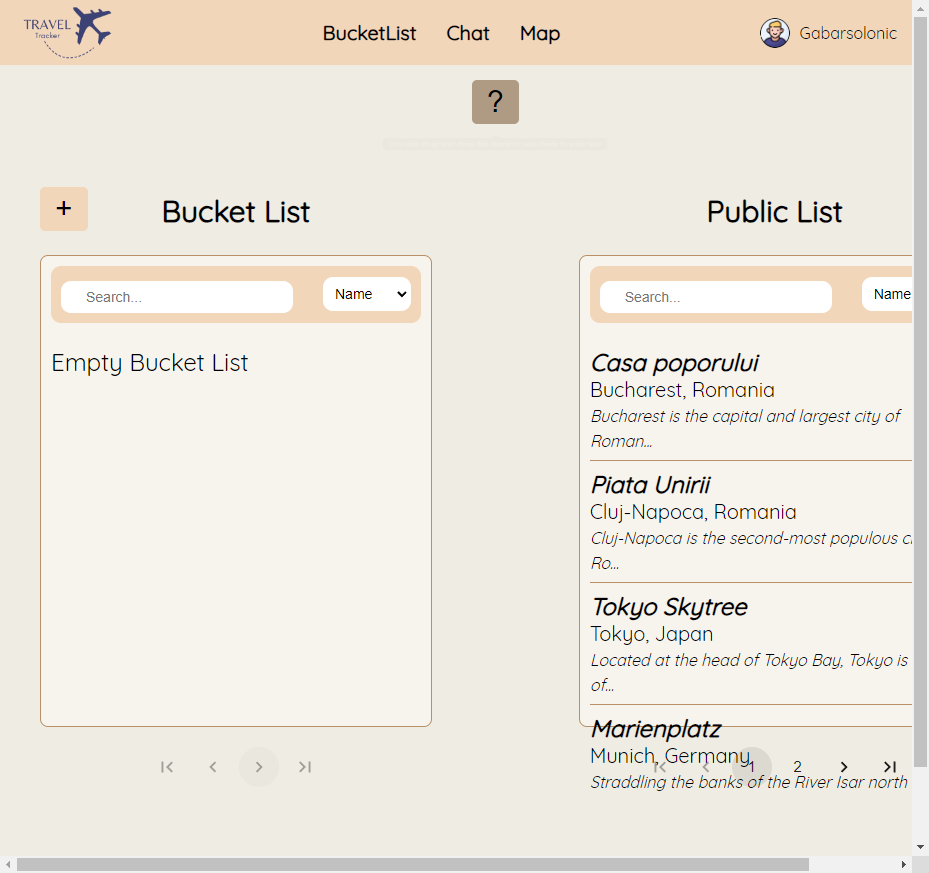 TRAVEL
Tracker
BucketList Chat Map
Gabarsolonic
?
+
Bucket List
Search...
Name
Empty Bucket List
Public List
Search...
Name
Casa poporului
Bucharest, Romania
Bucharest is the capital and largest city of
Roman...
Piata Unirii
Cluj-Napoca, Romania
Cluj-Napoca is the second-most populous
Ro...
Tokyo Skytree
Tokyo, Japan
Located at the head of Tokyo Bay, Tokyo is
of...
Marienplatz
Munich, Germany
Straddling the banks of the River Isar north
1 2